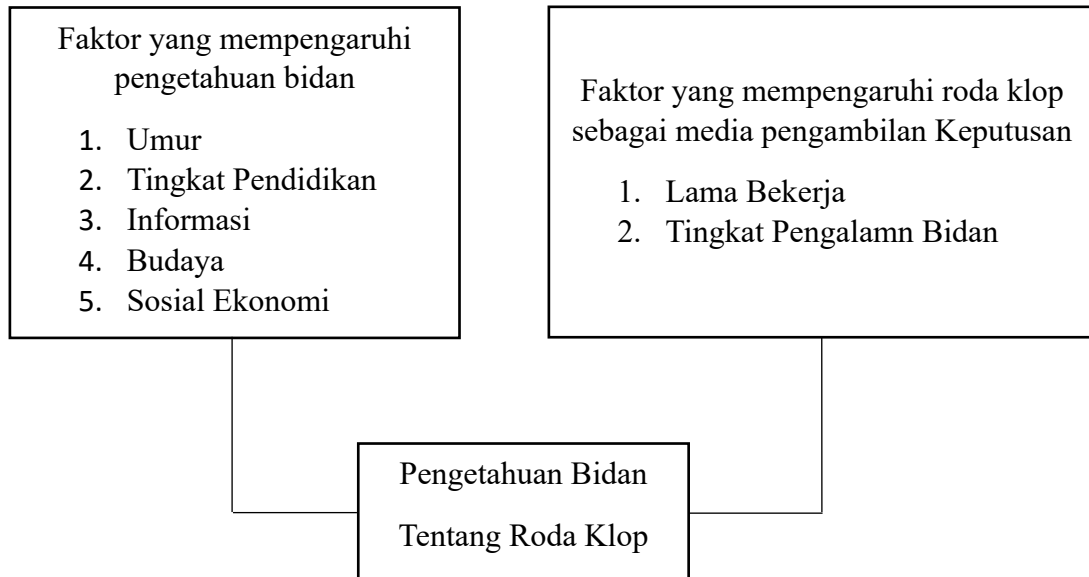 Faktor yang mempengaruhi
pengetahuan bidan
1. Umur
2. Tingkat Pendidikan
3. Informasi
4. Budaya
5. Sosial Ekonomi
Faktor yang mempengaruhi roda klop
sebagai media pengambilan Keputusan
1. Lama Bekerja
2. Tingkat Pengalamn Bidan
Pengetahuan Bidan
Tentang Roda Klop